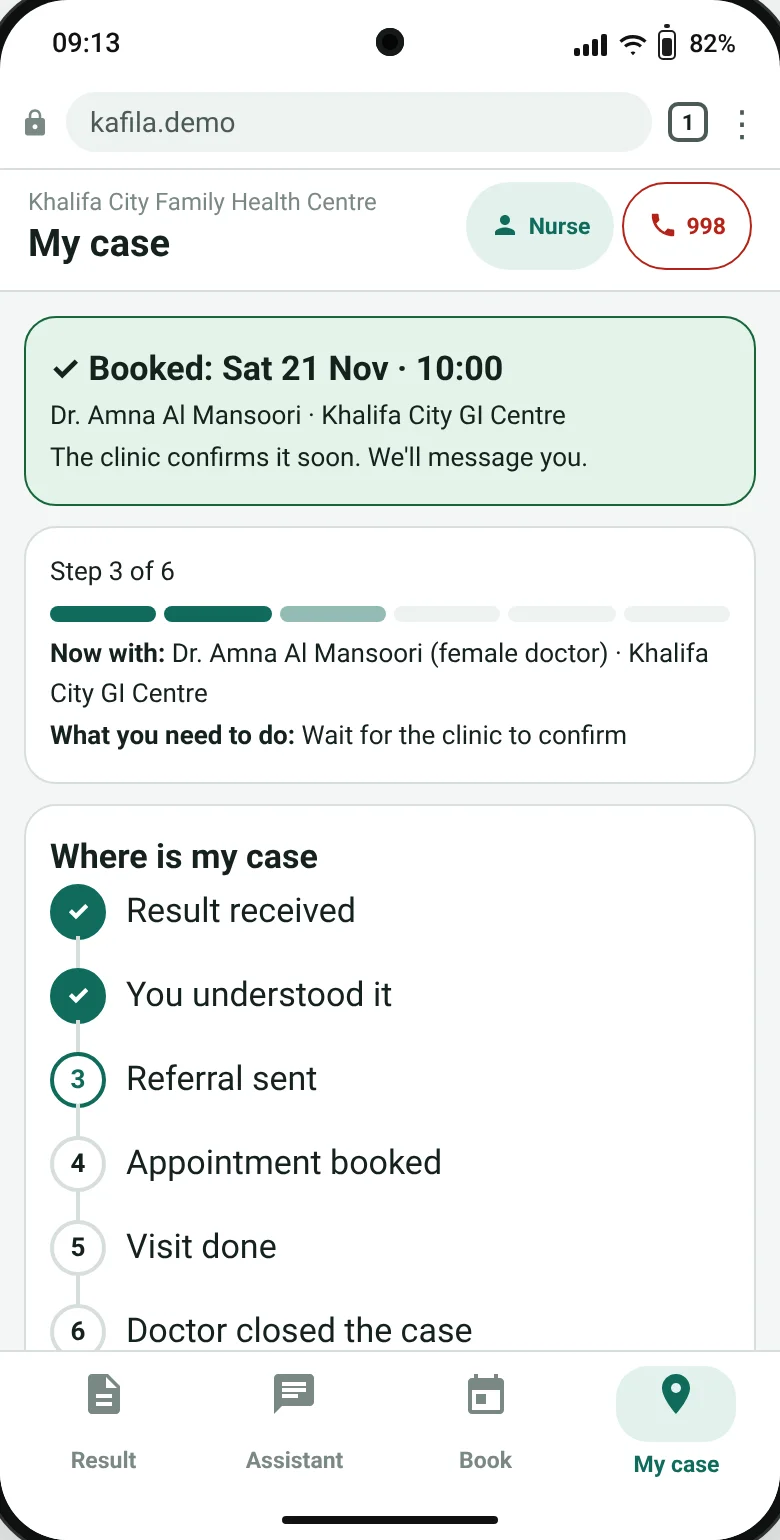 09:13
82%
kafila.demo
1
Khalifa City Family Health Centre
My case
Nurse
998
Booked: Sat 21 Nov · 10:00
Dr. Amna Al Mansoori · Khalifa City GI Centre
The clinic confirms it soon. We'll message you.
Step 3 of 6
Now with: Dr. Amna Al Mansoori (female doctor) · Khalifa
City GI Centre
What you need to do: Wait for the clinic to confirm
Where is my case
Result received
You understood it
3 Referral sent
4 Appointment booked
5 Visit done
6 Doctor closed the case
Result
Assistant
Book
My case